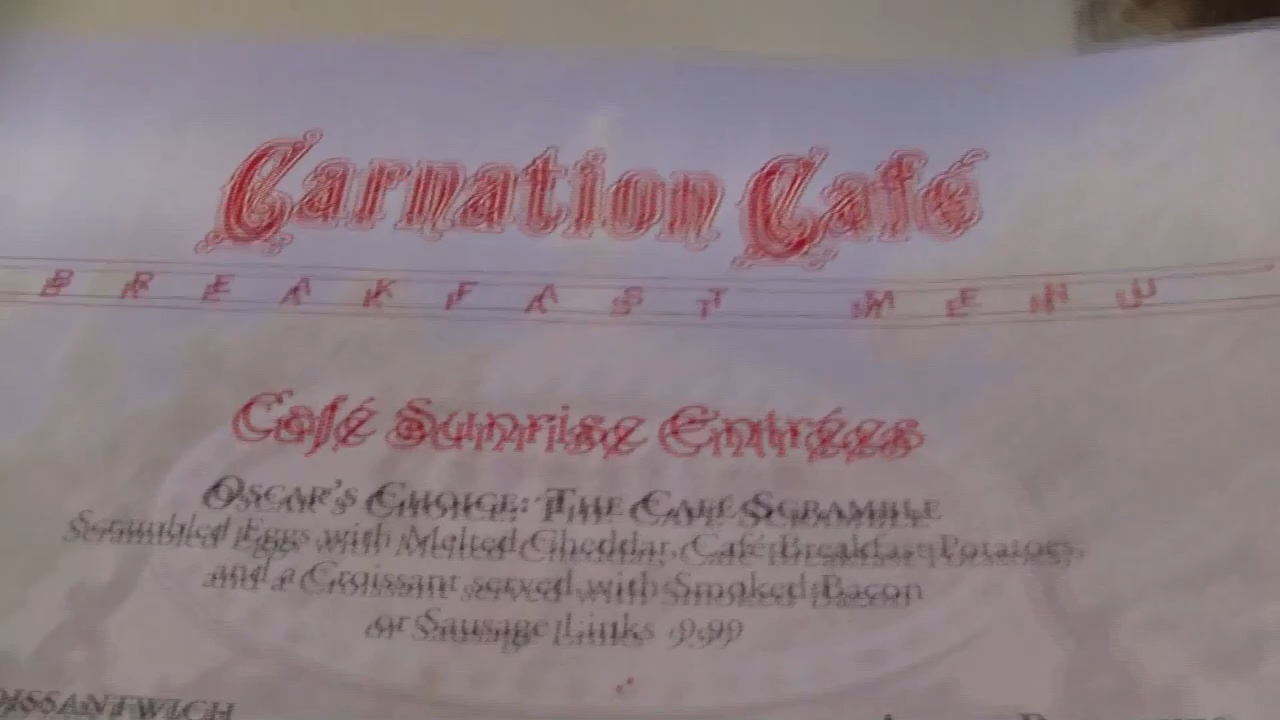 Carnation Café
BREAKFAST MENU
Café Sunrise Entrées
OSCAR'S CHOICE: THE CAFÉ SCRAMBLE
Scrambled Eggs with Melted Cheddar, Café Breakfast Potatoes,
and a Croissant served with Smoked Bacon
or Sausage Links 9.99